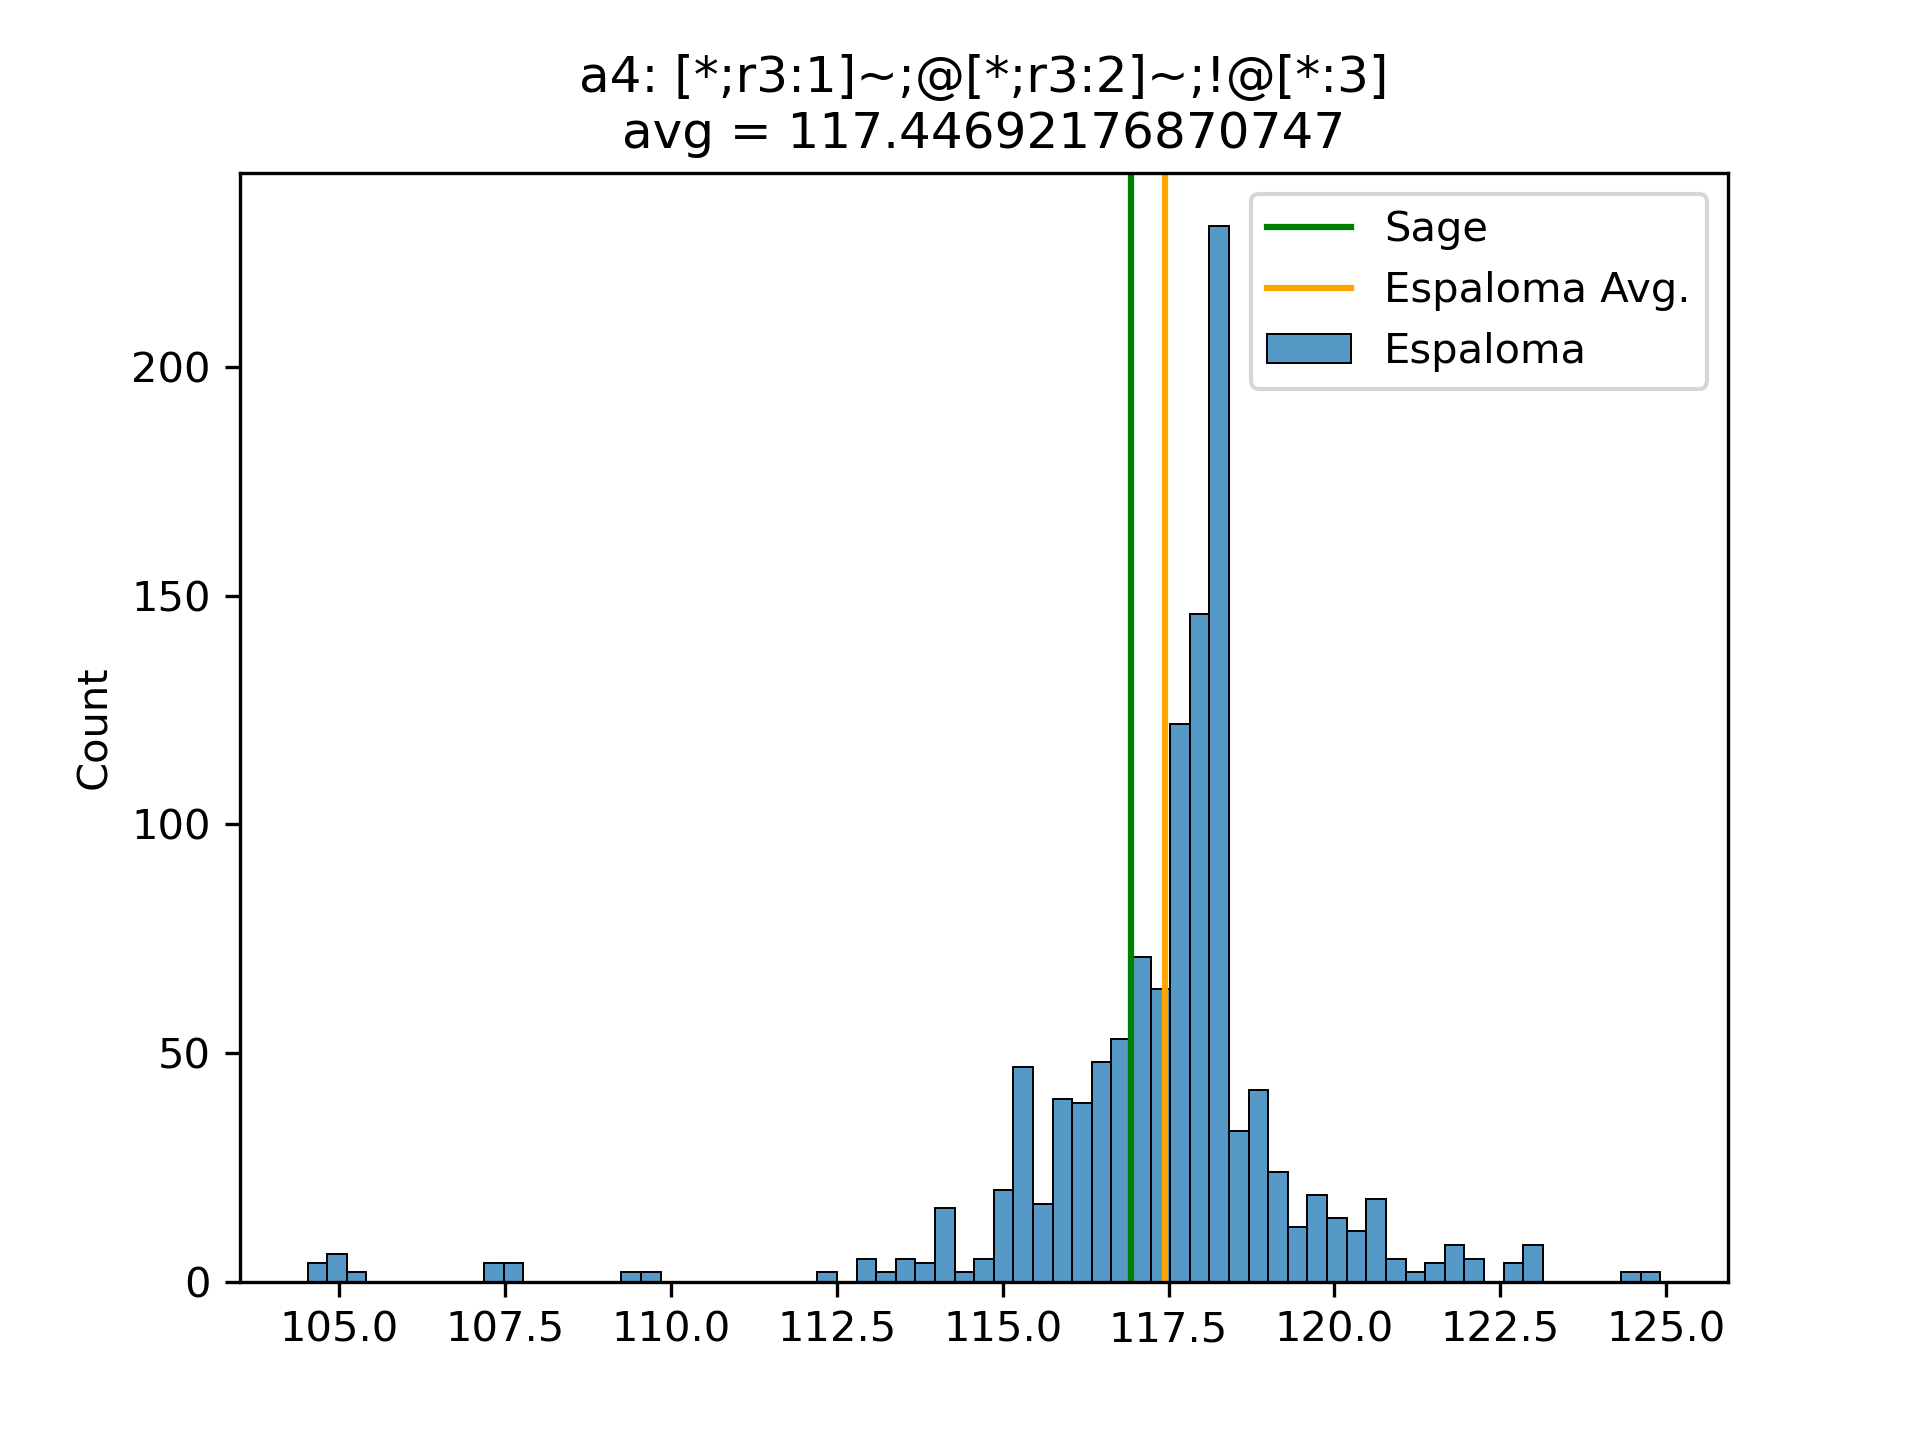 a4: [*;r3:1]~;@[*;r3:2]~;!@[*:3]
avg = 117.44692176870747
Sage
Espaloma Avg.
Espaloma
Count
200
150
100
50
0
105.0 107.5 110.0 112.5 115.0 117.5 120.0 122.5 125.0